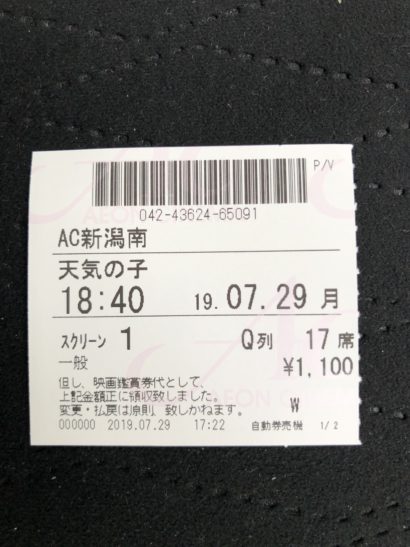 P/V
042-43624-65091
AC新潟南
天気の子
18:40 19. 07. 29 月
スクリーン 1 Q列 17 席
一般 ¥1,100
但し、映画鑑賞券代として、
上記金額正に領収致しました。
変更・払戻は原則、致しかねます。 W
000000 2019.07.29 17:22 自動券売機 1/2